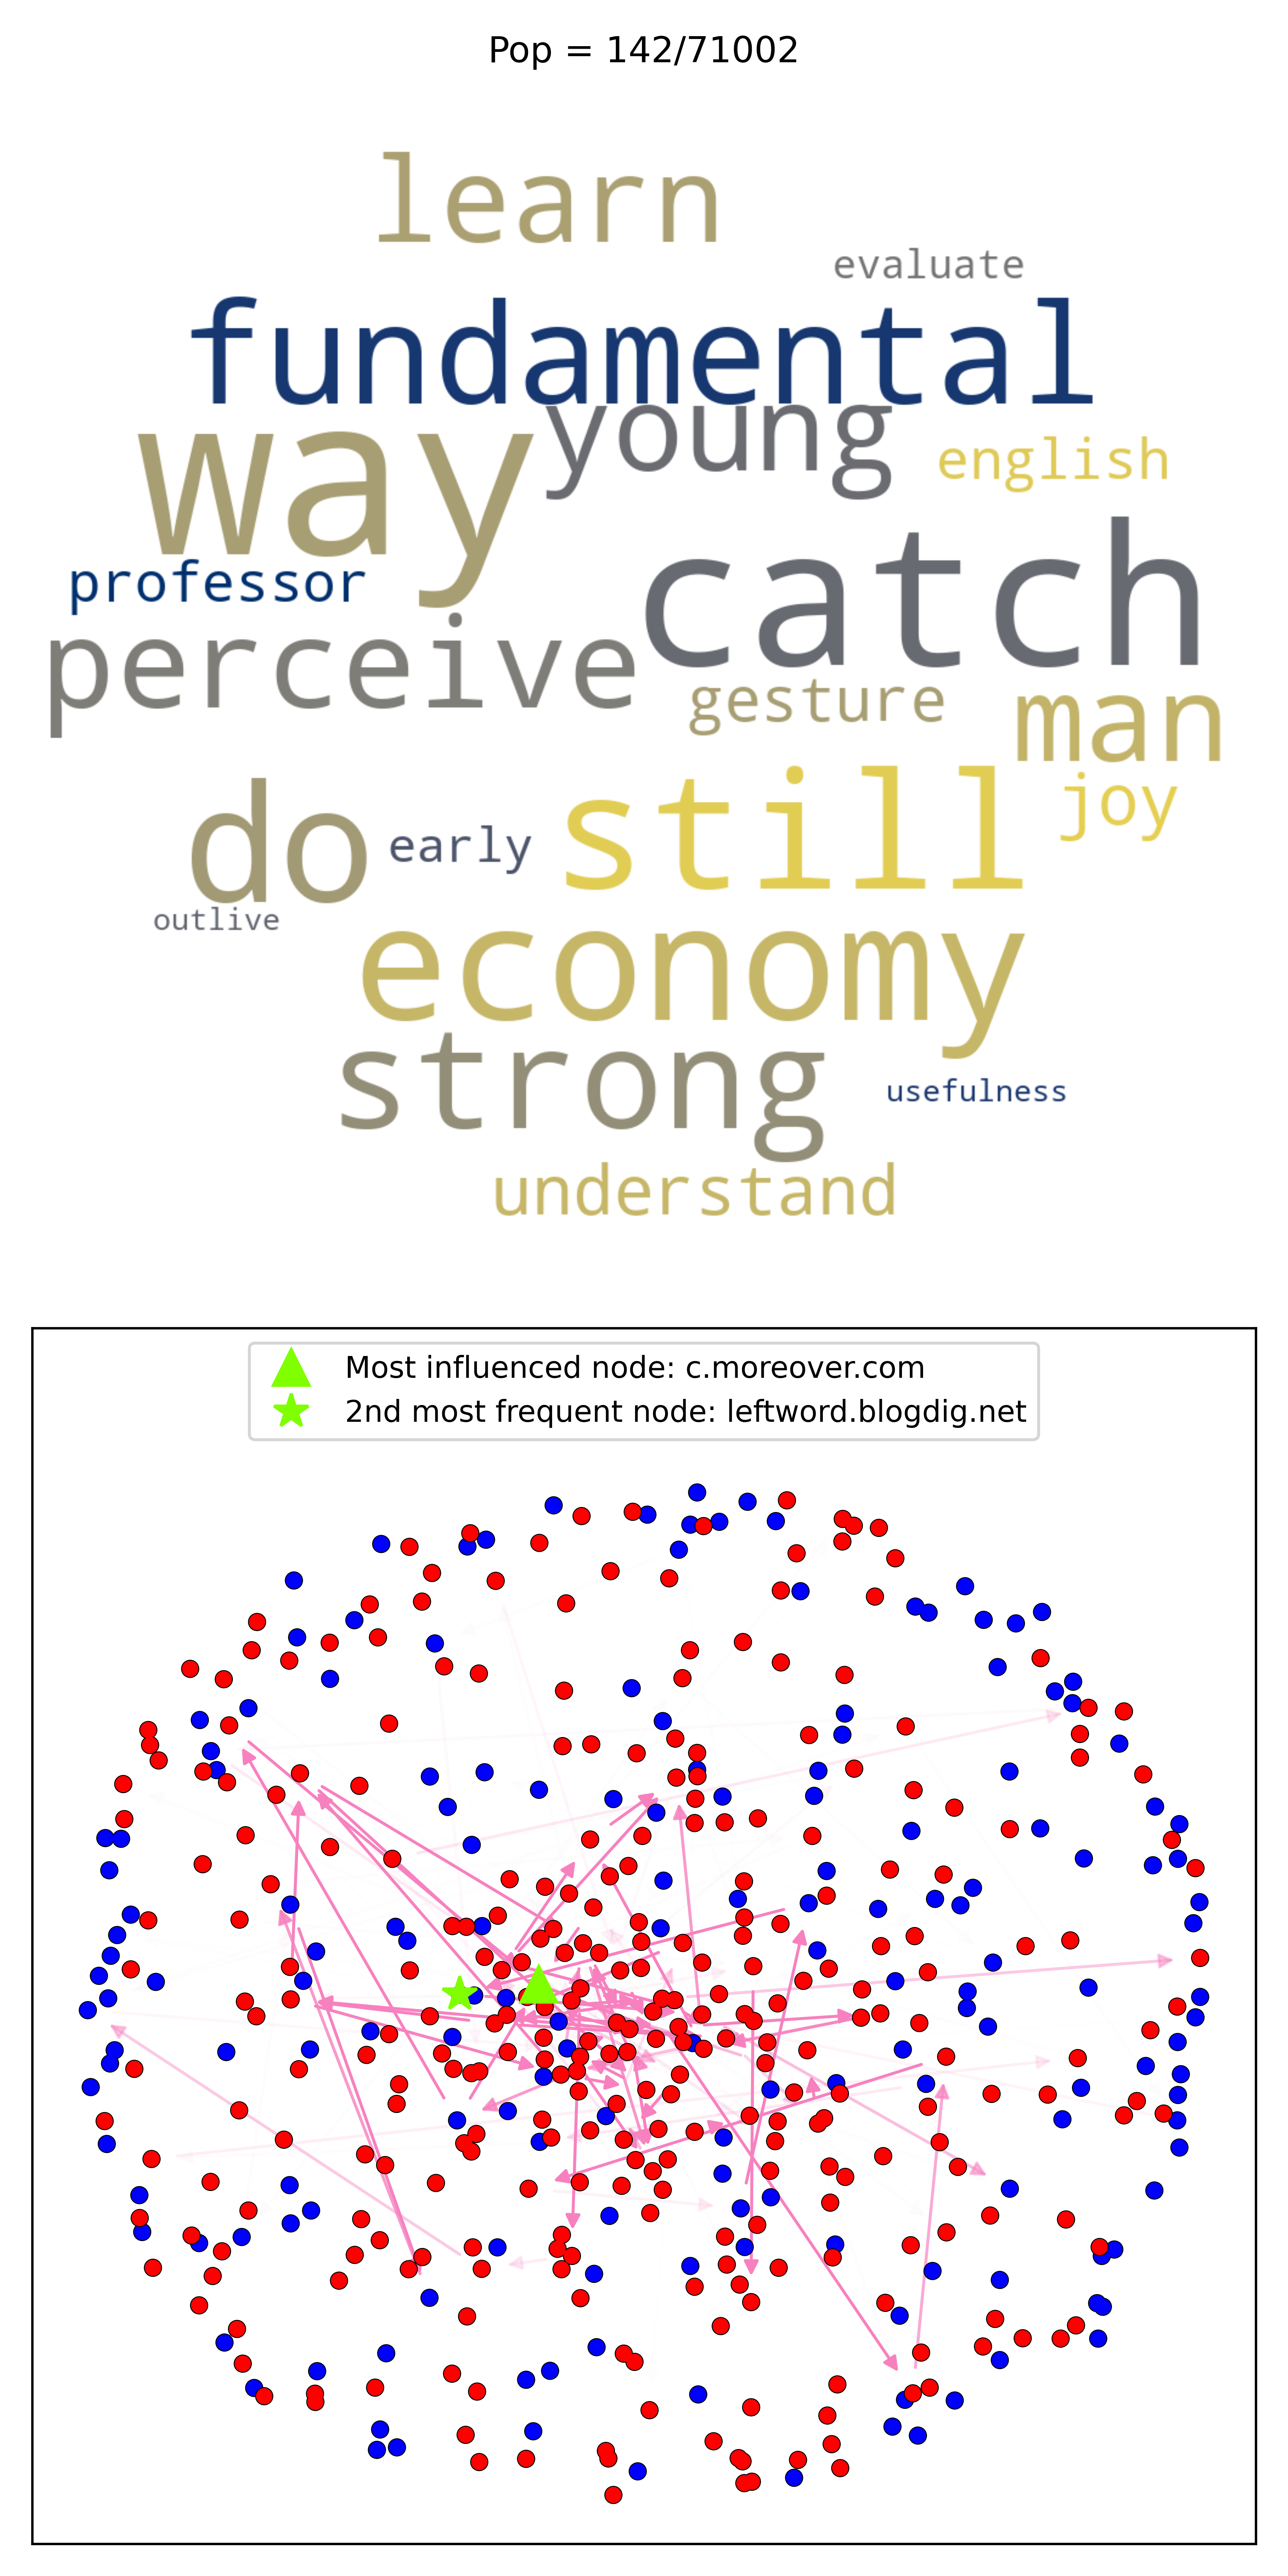 Pop = 142/71002
learn
evaluate
fundamental
way young english
professor catch
perceive
gesture man
do early still joy
outlive
economy
strong usefulness
understand
Most influenced node: c.moreover.com
2nd most frequent node: leftword.blogdig.net